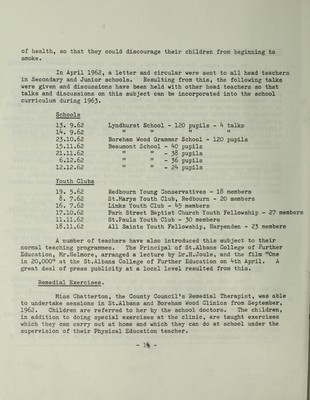 of health, so that they could discourage their children from beginning to
smoke.
In April 1962, a letter and circular were sent to all head teachers
in Secondary and Junior schools. Resulting from this, the following talks
were given and discussions have been held with other head teachers so that
talks and discussions on this subject can be incorporated into the school
curriculum during 1963.
Schools
13. 9.62 Lyndhurst School - 120 pupils - 4 talks
14. 9.62 " " " "
23.10.62 Boreham Wood Grammar School - 120 pupils
15.11.62 Beaumont School - 40 pupils
21.11.62 " " - 38 pupils
6.12.62 " " - 36 pupils
12.12.62 " " - 24 pupils
Youth Clubs
19. 3.62 Redbourn Young Conservatives - 18 members
8. 7.62 St.Marys Youth Club, Redbourn - 20 members
16. 7.62 Links Youth Club - 45 members
17.10.62 Park Street Baptist Church Youth Fellowship - 27 members
11.11.62 St.Pauls Youth Club - 30 members
18.11.62 All Saints Youth Fellowship, Harpenden - 23 members
A number of teachers have also introduced this subject to their
normal teaching programmes. The Principal of St.Albans College of Further
Education, Mr.Helmore, arranged a lecture by Dr.H.Joule, and the film "One
in 20,000" at the St.Albans College of Further Education on 4th April. A
great deal of press publicity at a local level resulted from this.
Remedial Exercises.
Miss Chatterton, the County Council's Remedial Therapist, was able
to undertake sessions in St.Albans and Boreham Wood Clinics from September,
1962. Children are referred to her by the school doctors. The children,
in addition to doing special exercises at the clinic, are taught exercises
which they can carry out at home and which they can do at school under the
supervision of their Physical Education teacher.